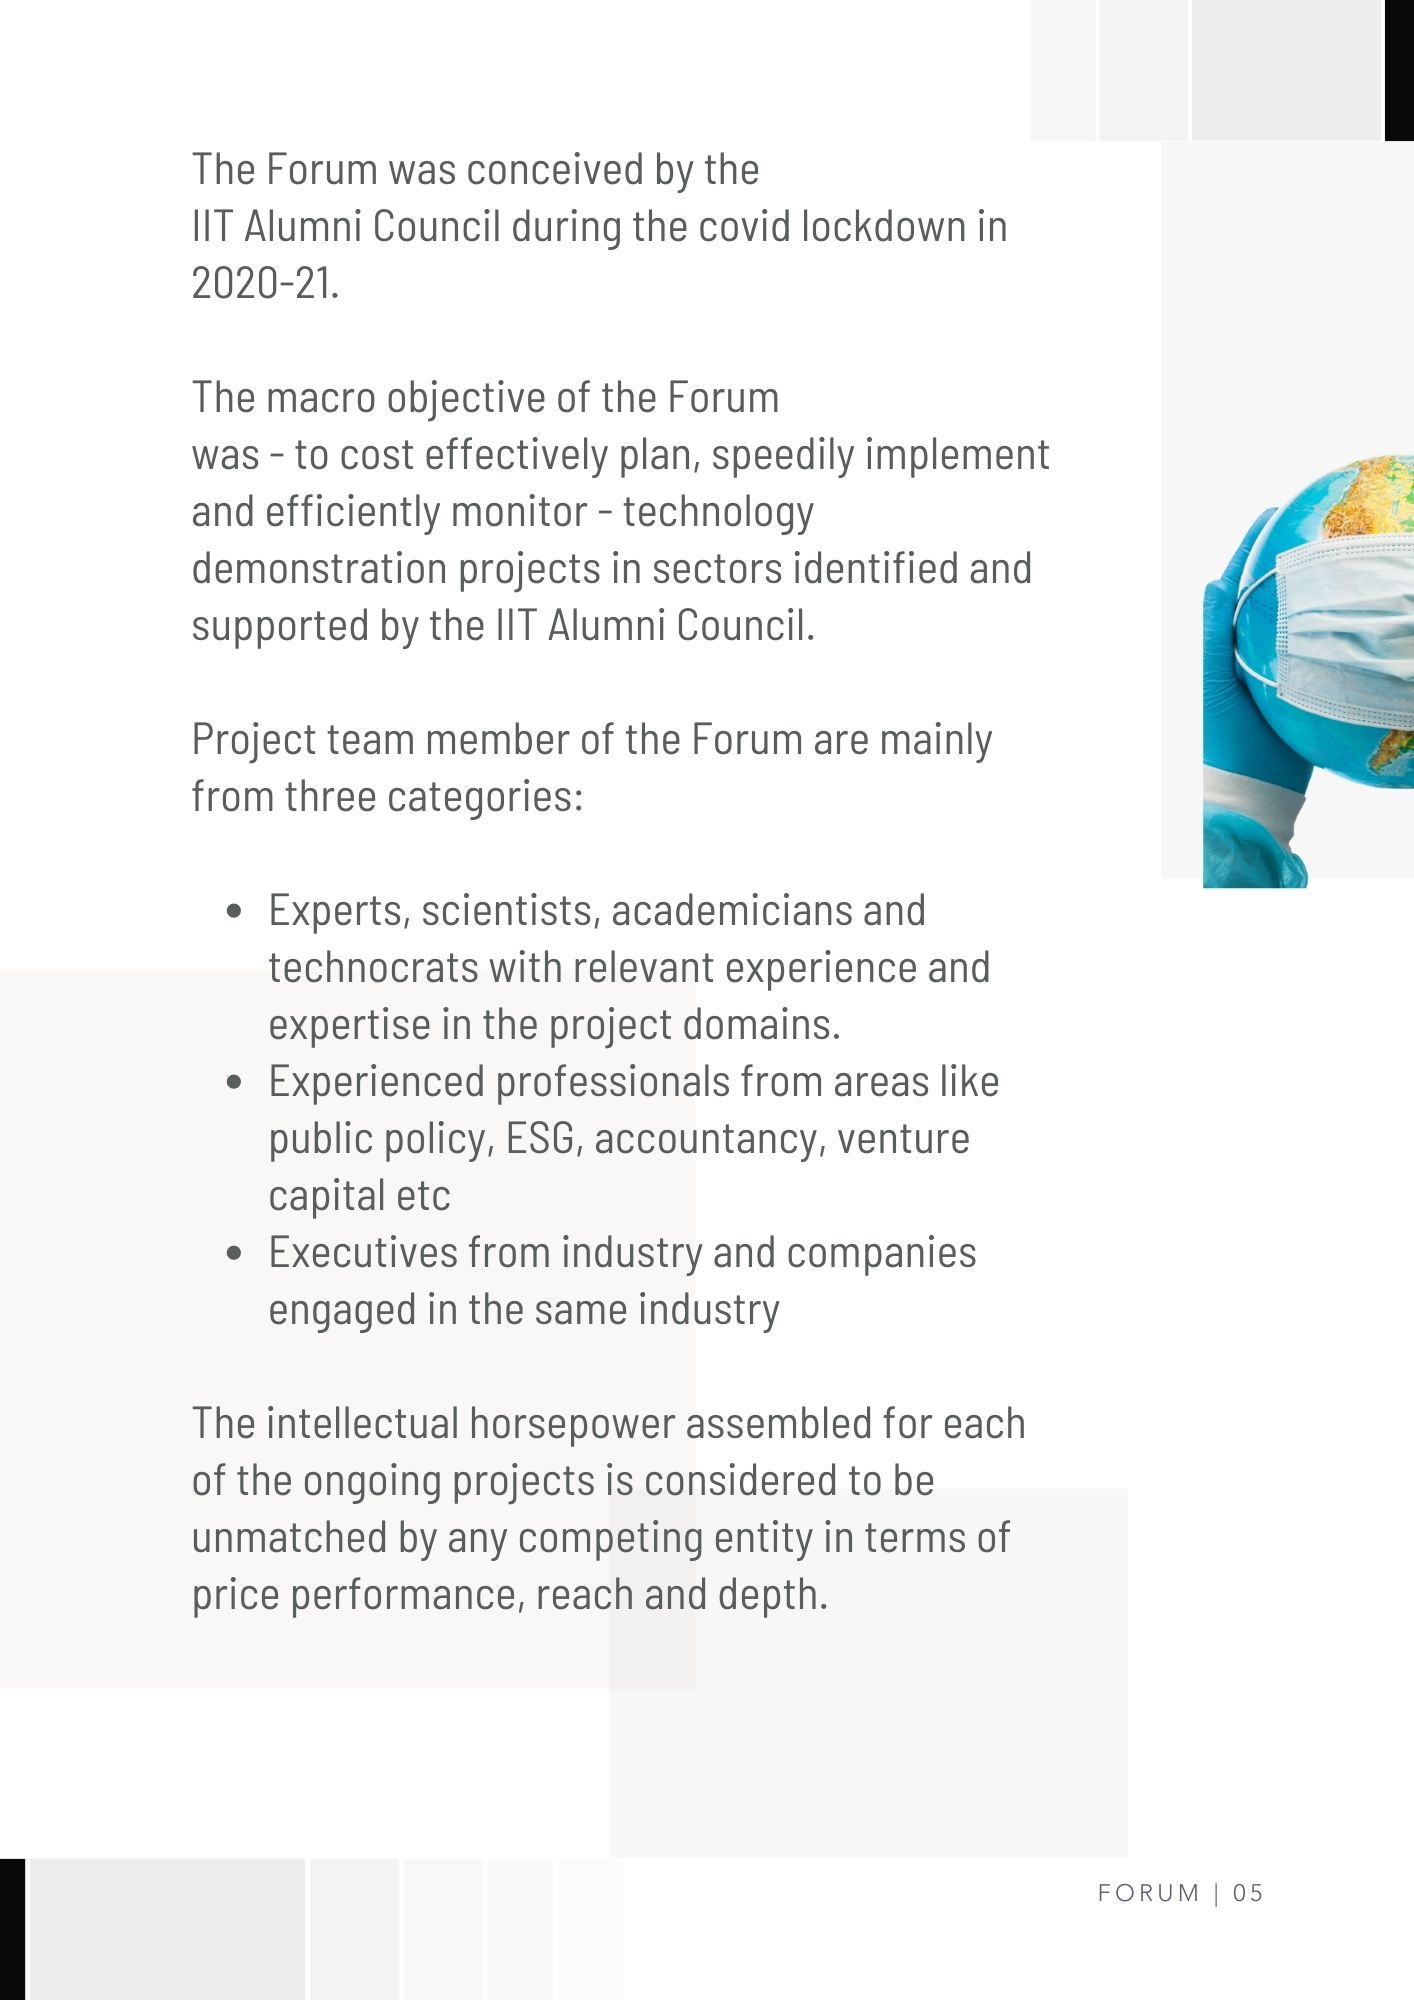 The Forum was conceived by the
IIT Alumni Council during the covid lockdown in
2020-21.
The macro objective of the Forum
was - to cost effectively plan, speedily implement
and efficiently monitor - technology
demonstration projects in sectors identified and
supported by the IIT Alumni Council.
Project team member of the Forum are mainly
from three categories:
• Experts, scientists, academicians and
technocrats with relevant experience and
expertise in the project domains.
• Experienced professionals from areas like
public policy, ESG, accountancy, venture
capital etc
• Executives from industry and companies
engaged in the same industry
The intellectual horsepower assembled for each
of the ongoing projects is considered to be
unmatched by any competing entity in terms of
price performance, reach and depth.
FORUM | 05